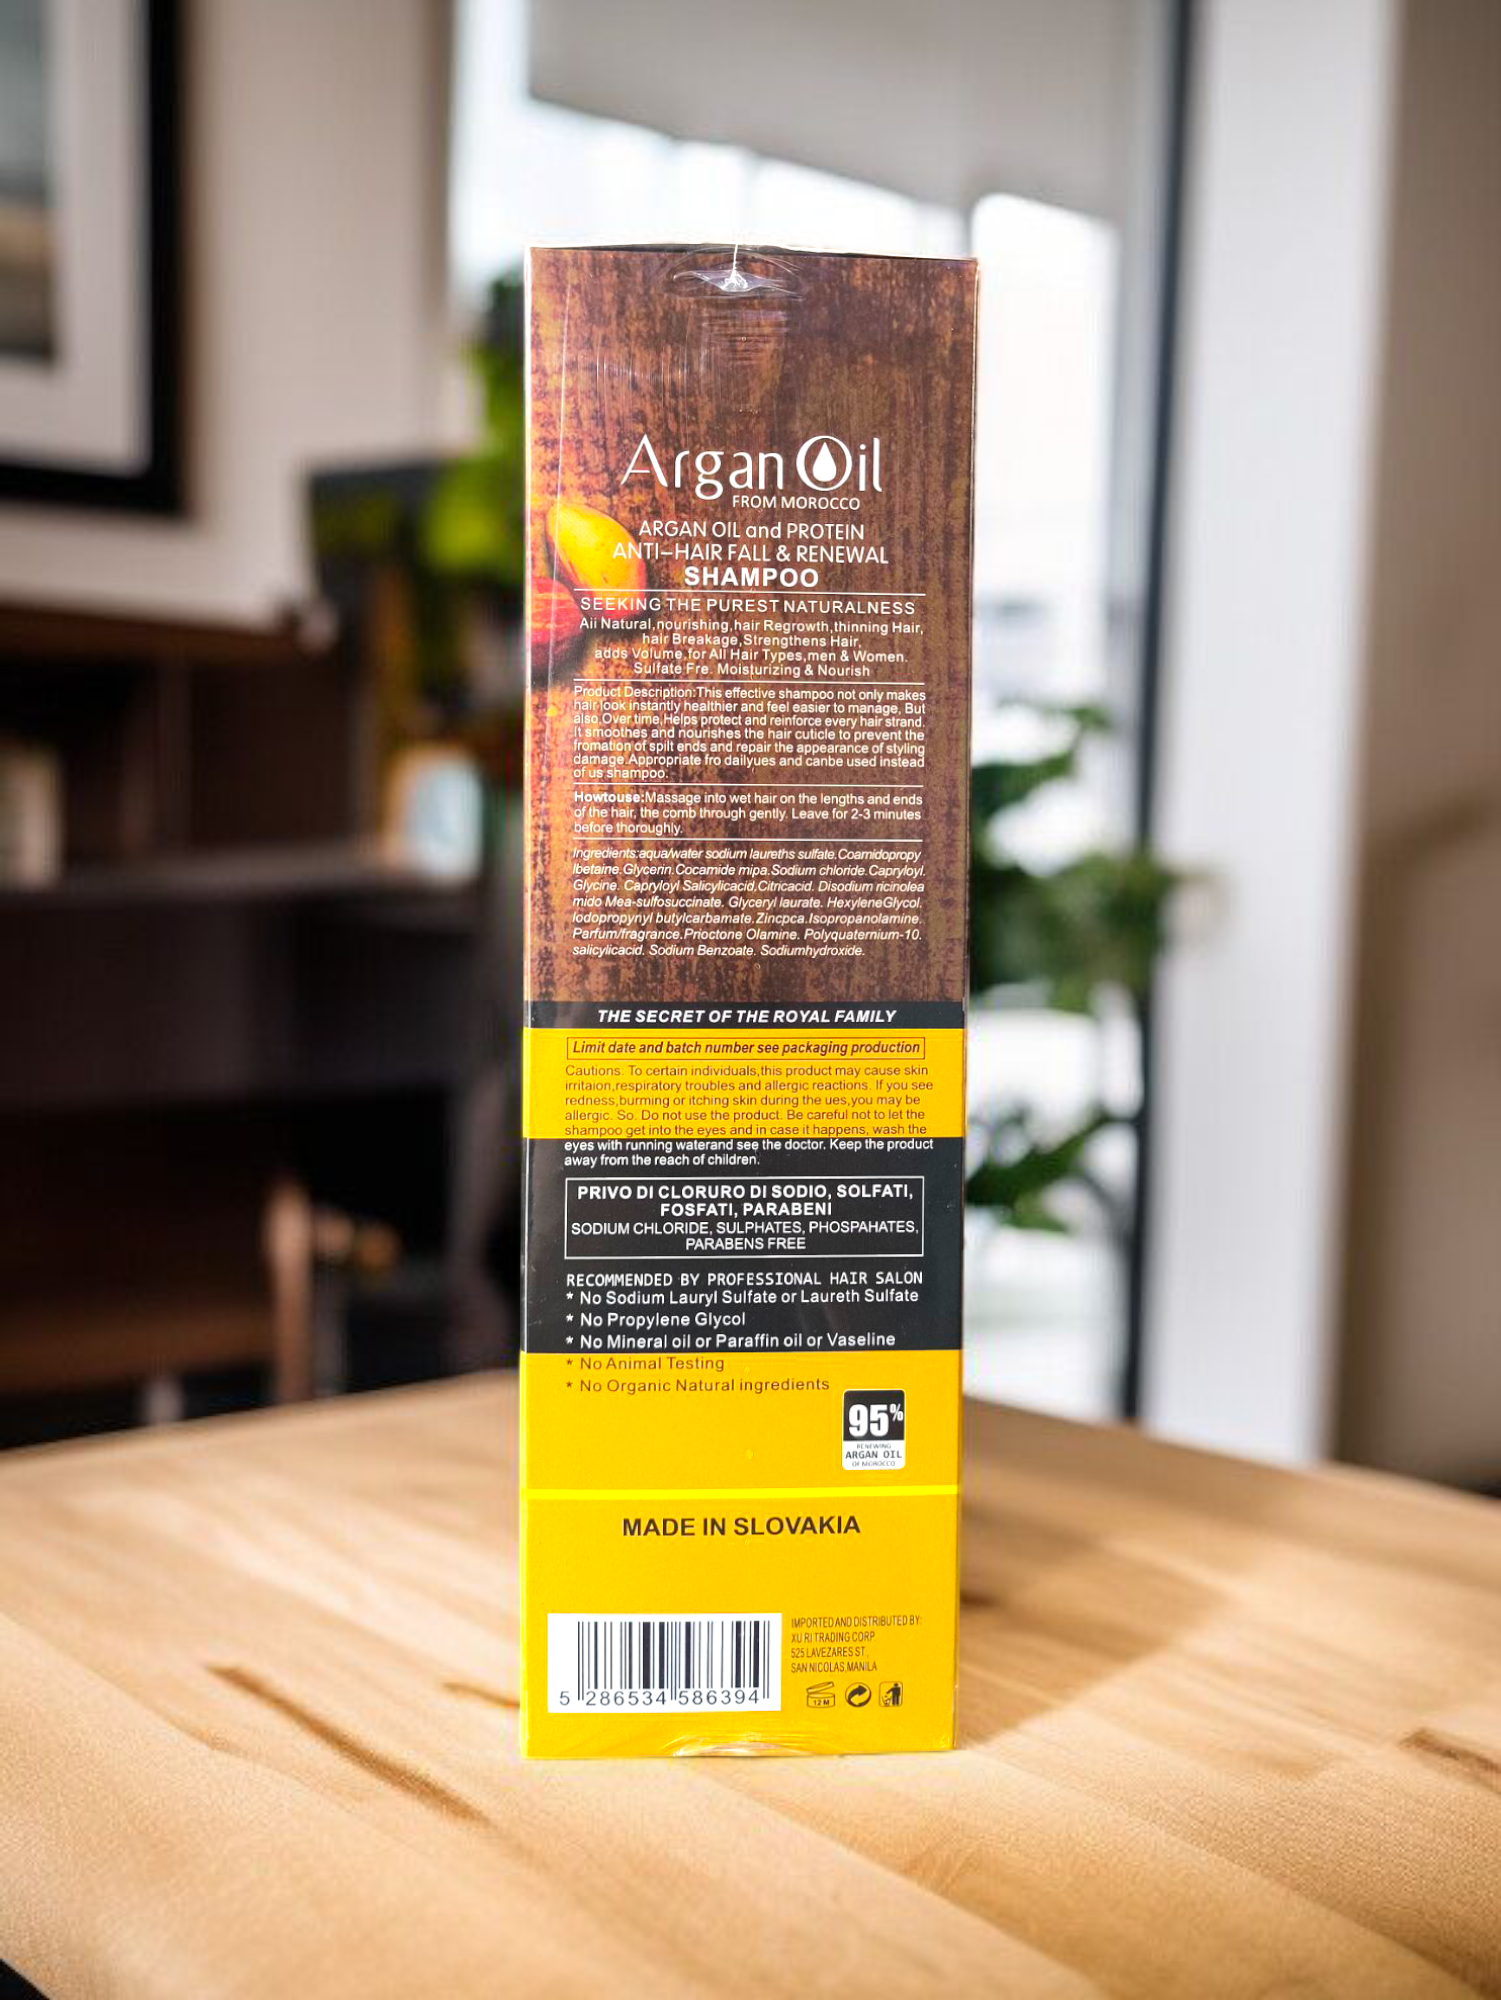 Argan Oil
FROM MOROCCO
ARGAN OIL and PROTEIN
ANTI-HAIR FALL & RENEWAL
SHAMPOO
SEEKING THE PUREST NATURALNESS
Aii Natural,nourishing,hair Regrowth,thinning Hair,
hair Breakage,Strengthens Hair,
adds Volume,for All Hair Types,men & Women.
Sulfate Fre. Moisturizing & Nourish
Product Description:This effective shampoo not only makes
hair look instantly healthier and feel easier to manage, But
also,Over time,Helps protect and reinforce every hair strand.
It smoothes and nourishes the hair cuticle to prevent the
fromation of spilt ends and repair the appearance of styling
damage.Appropriate fro dailyues and canbe used instead
of us shampoo.
Howtouse:Massage into wet hair on the lengths and ends
of the hair, the comb through gently. Leave for 2-3 minutes
before thoroughly.
Ingredients:aqua/water sodium laureths sulfate.Coamidopropy
lbetaine.Glycerin.Cocamide mipa.Sodium chloride.Capryloyl.
Glycine. Capryloyl Salicylicacid,Citricacid. Disodium ricinolea
mido Mea-sulfosuccinate. Glyceryl laurate. HexyleneGlycol.
Iodopropynyl butylcarbamate.Zincpca.Isopropanolamine.
Parfum/fragrance.Prioctone Olamine. Polyquaternium-10.
salicylicacid. Sodium Benzoate. Sodiumhydroxide.
THE SECRET OF THE ROYAL FAMILY
Limit date and batch number see packaging production
Cautions. To certain individuals,this product may cause skin
irritaion,respiratory troubles and allergic reactions. If you see
redness,burming or itching skin during the ues,you may be
allergic. So. Do not use the product. Be careful not to let the
shampoo get into the eyes and in case it happens, wash the
eyes with running waterand see the doctor. Keep the product
away from the reach of children.
PRIVO DI CLORURO DI SODIO, SOLFATI,
FOSFATI, PARABENI
SODIUM CHLORIDE, SULPHATES, PHOSPAHATES,
PARABENS FREE
RECOMMENDED BY PROFESSIONAL HAIR SALON
* No Sodium Lauryl Sulfate or Laureth Sulfate
* No Propylene Glycol
* No Mineral oil or Paraffin oil or Vaseline
* No Animal Testing
* No Organic Natural ingredients
95%
RENEWING
ARGAN OIL
OF MOROCCO
MADE IN SLOVAKIA
IMPORTED AND DISTRIBUTED BY:
XU RI TRADING CORP.
525 LAVEZARES ST.,
SAN NICOLAS,MANILA
12 M
5 286534 586394